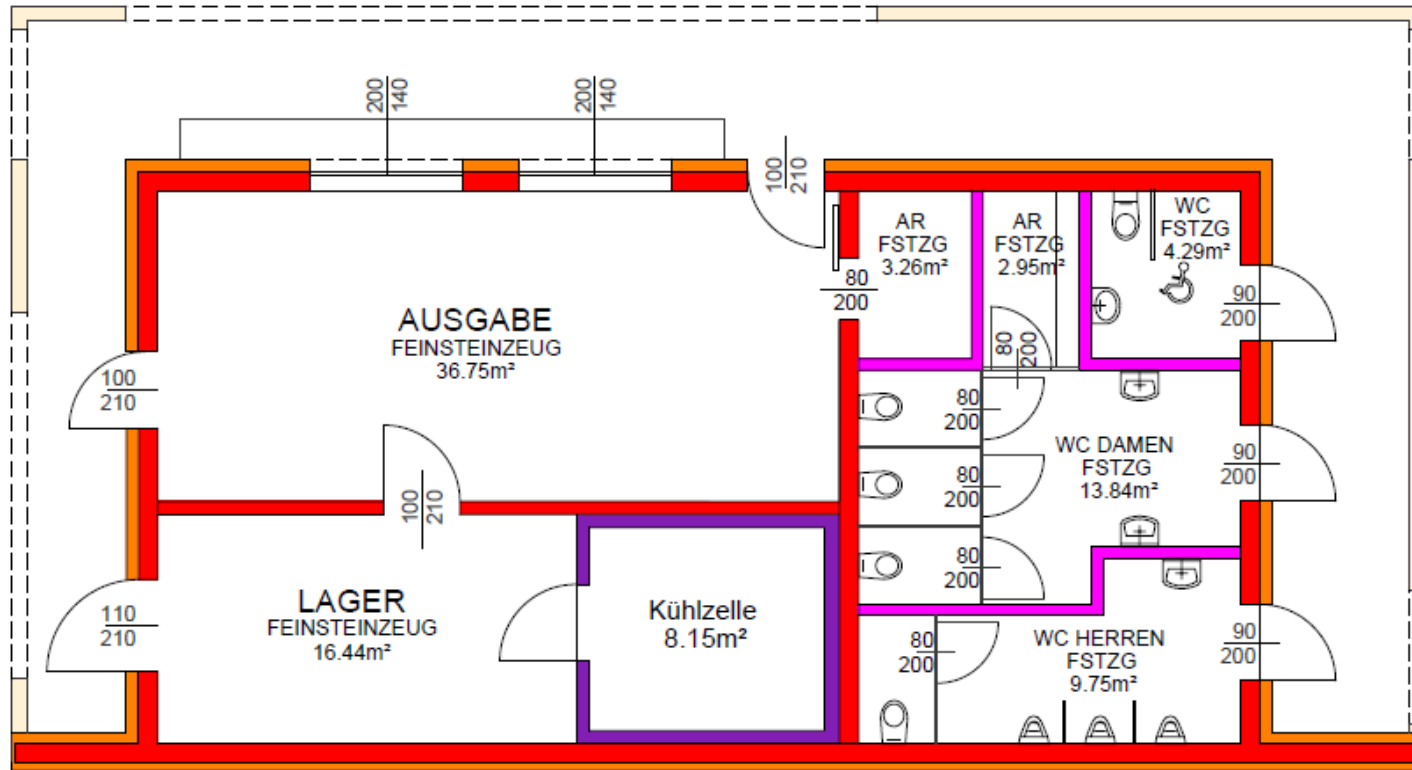 200
140
200
140
100
210
AR
FSTZG
3.26m²
AR
FSTZG
2.95m²
WC
FSTZG
4.29m²
80
200
90
200
AUSGABE
FEINSTEINZEUG
36.75m²
80
200
100
210
80
200
WC DAMEN
FSTZG
13.84m²
90
200
80
200
100
210
80
200
LAGER
FEINSTEINZEUG
16.44m²
110
210
Kühlzelle
8.15m²
80
200
WC HERREN
FSTZG
9.75m²
90
200